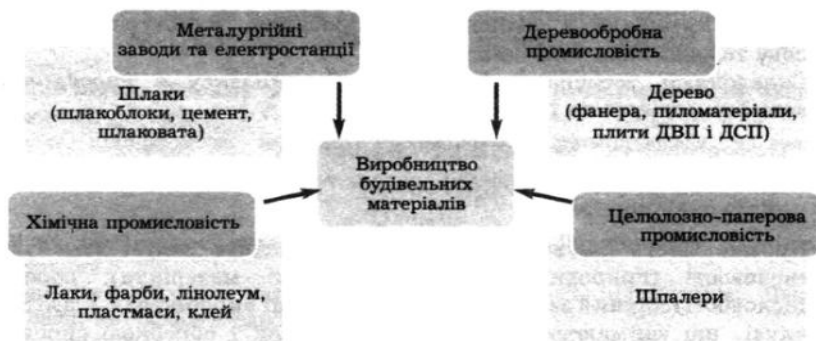 Металургійні
заводи та електростанції
Деревообробна
промисловість
Шлаки
(шлакоблоки, цемент,
шлаковата)
Дерево
(фанера, пиломатеріали,
плити ДВП і ДСП)
Виробництво
будівельних
матеріалів
Хімічна промисловість
Целюлозно-паперова
промисловість
Лаки, фарби, лінолеум,
пластмаси, клей
Шпалери